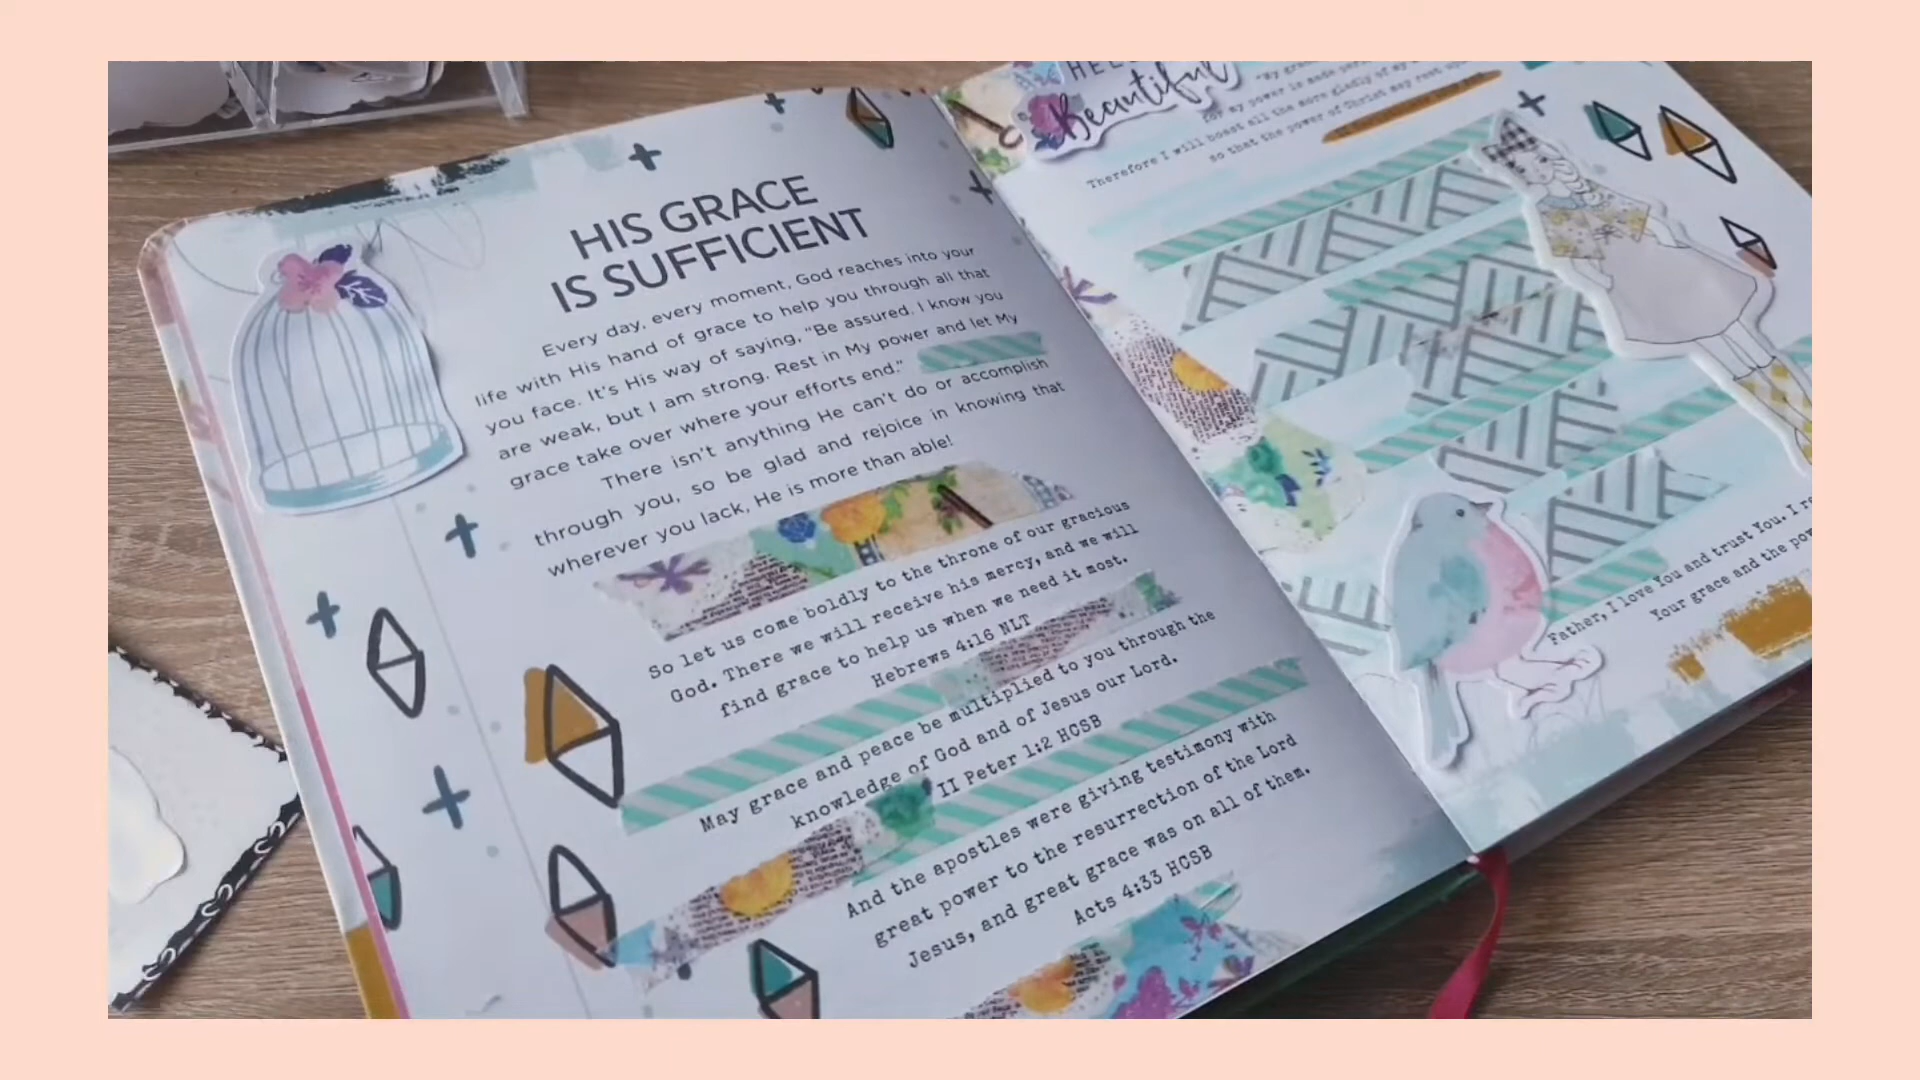 HIS GRACE
IS SUFFICIENT
Every day, every moment, God reaches into your
life with His hand of grace to help you through all that
you face. It's His way of saying, "Be assured. I know you
are weak, but I am strong. Rest in My power and let My
grace take over where your efforts end."
There isn't anything He can't do or accomplish
through you, so be glad and rejoice in knowing that
wherever you lack, He is more than able!
So let us come boldly to the throne of our gracious
God. There we will receive his mercy, and we will
find grace to help us when we need it most.
Hebrews 4:16 NLT
May grace and peace be multiplied to you through the
knowledge of God and of Jesus our Lord.
II Peter 1:2 HCSB
And the apostles were giving testimony with
great power to the resurrection of the Lord
Jesus, and great grace was on all of them.
Acts 4:33 HCSB
Beautiful
"My
for my power is made
Therefore I will boast all the more gladly of my
so that the power of Christ may rest
Father, I love You and trust You. I
Your grace and the